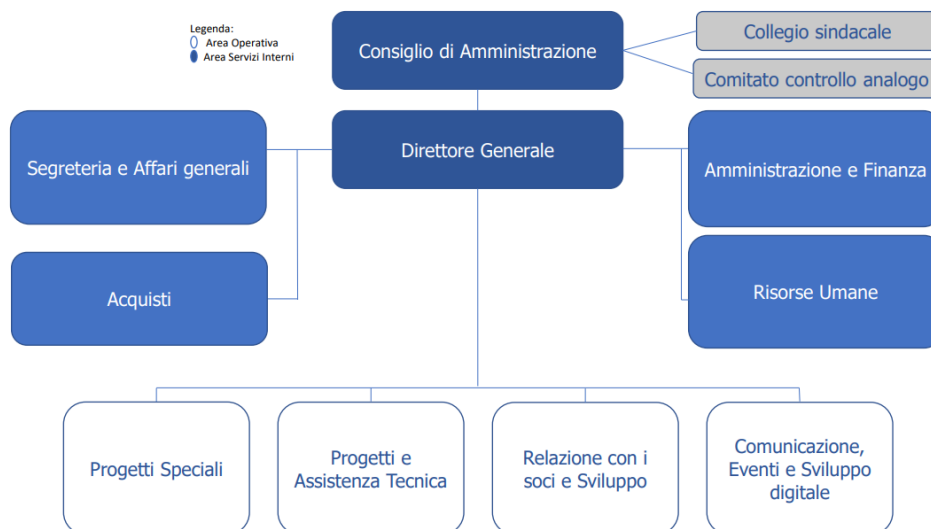 Legenda:
Area Operativa
Area Servizi Interni
Consiglio di Amministrazione
Collegio sindacale
Comitato controllo analogo
Segreteria e Affari generali
Direttore Generale
Amministrazione e Finanza
Acquisti
Risorse Umane
Progetti Speciali
Progetti e
Assistenza Tecnica
Relazione con i
soci e Sviluppo
Comunicazione,
Eventi e Sviluppo
digitale